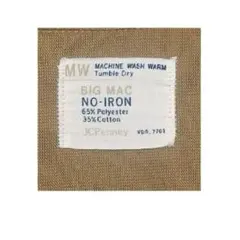 MW MACHINE WASH WARM
Tumble Dry
BIG MAC
NO-IRON
65% Polyester
35% Cotton
JCPenney